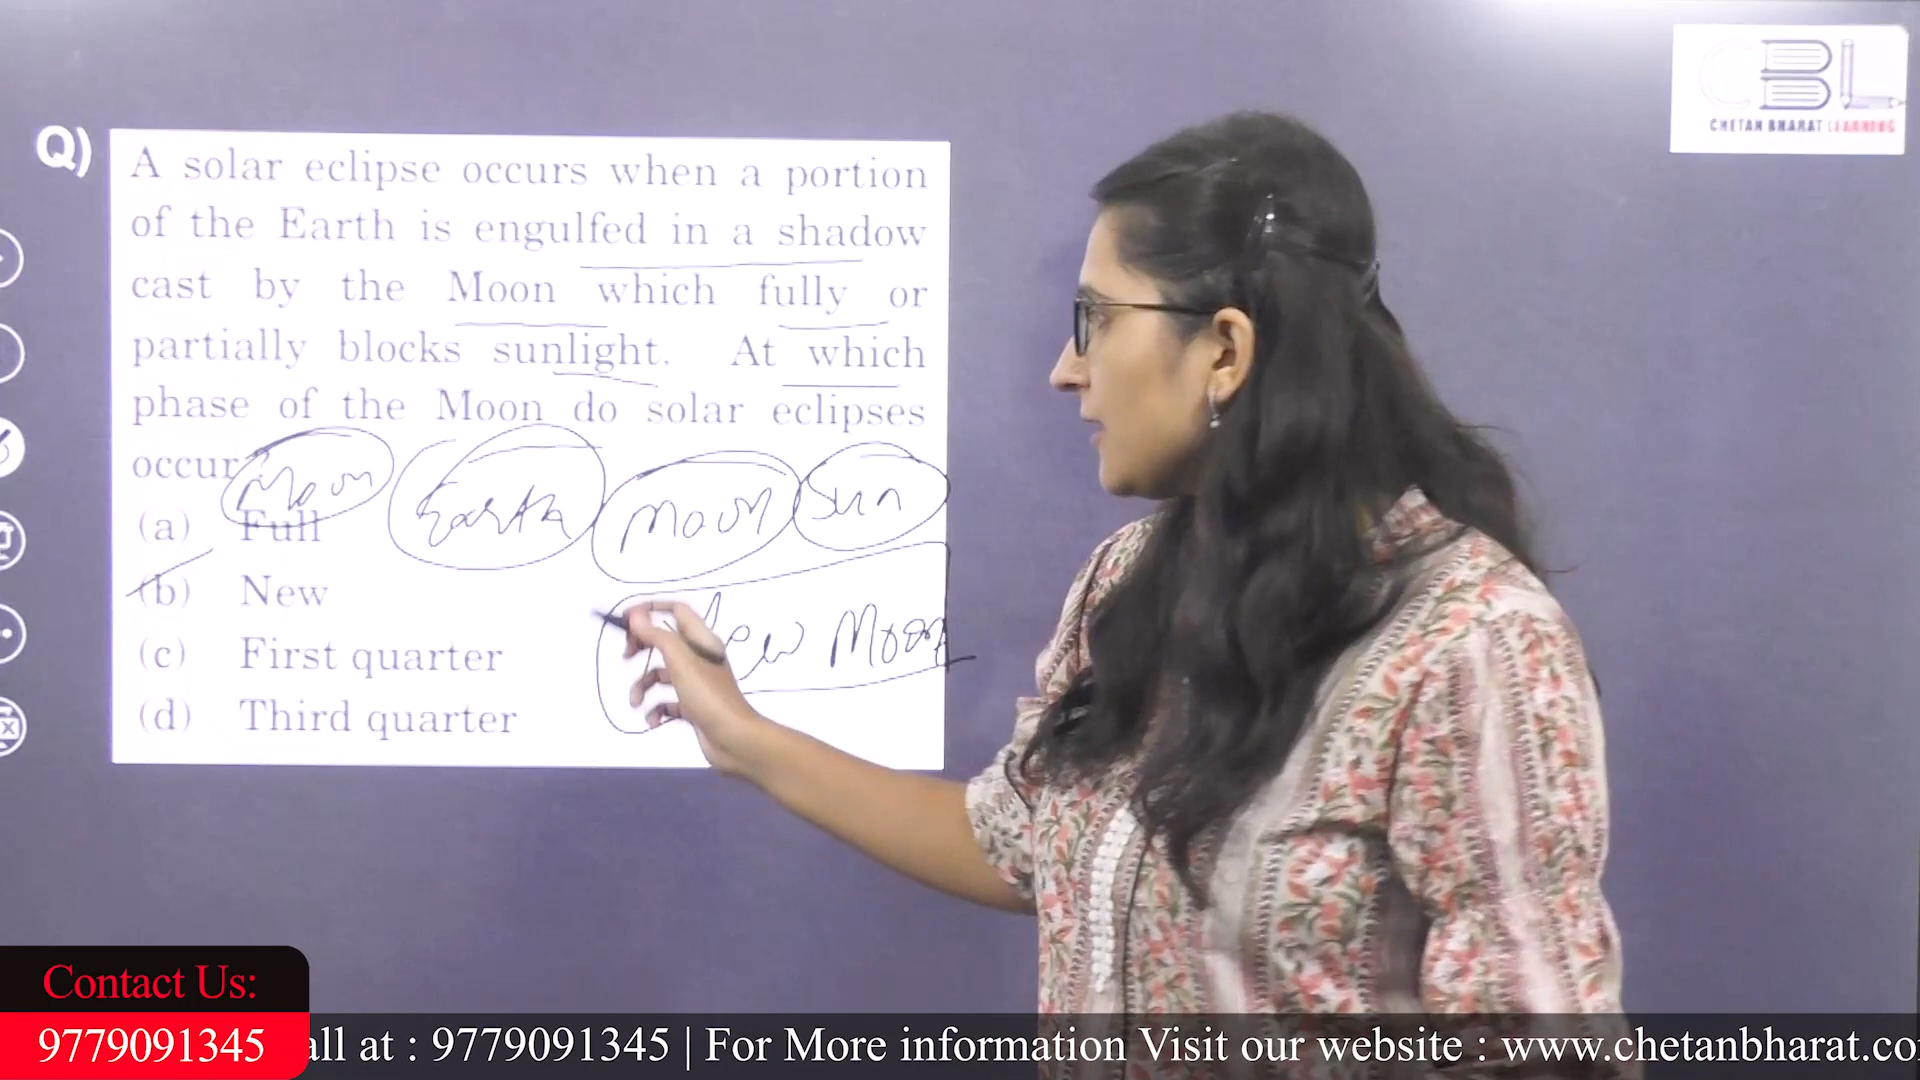 CBL
CHETAN BHARAT LEARNING
Q)
A solar eclipse occurs when a portion
of the Earth is engulfed in a shadow
cast by the Moon which fully or
partially blocks sunlight. At which
phase of the Moon do solar eclipses
occur?
Moon Earth Moon Sun
(a) Full
(b) New
New Moon
(c) First quarter
(d) Third quarter
Contact Us:
9779091345
all at : 9779091345 | For More information Visit our website : www.chetanbharat.co